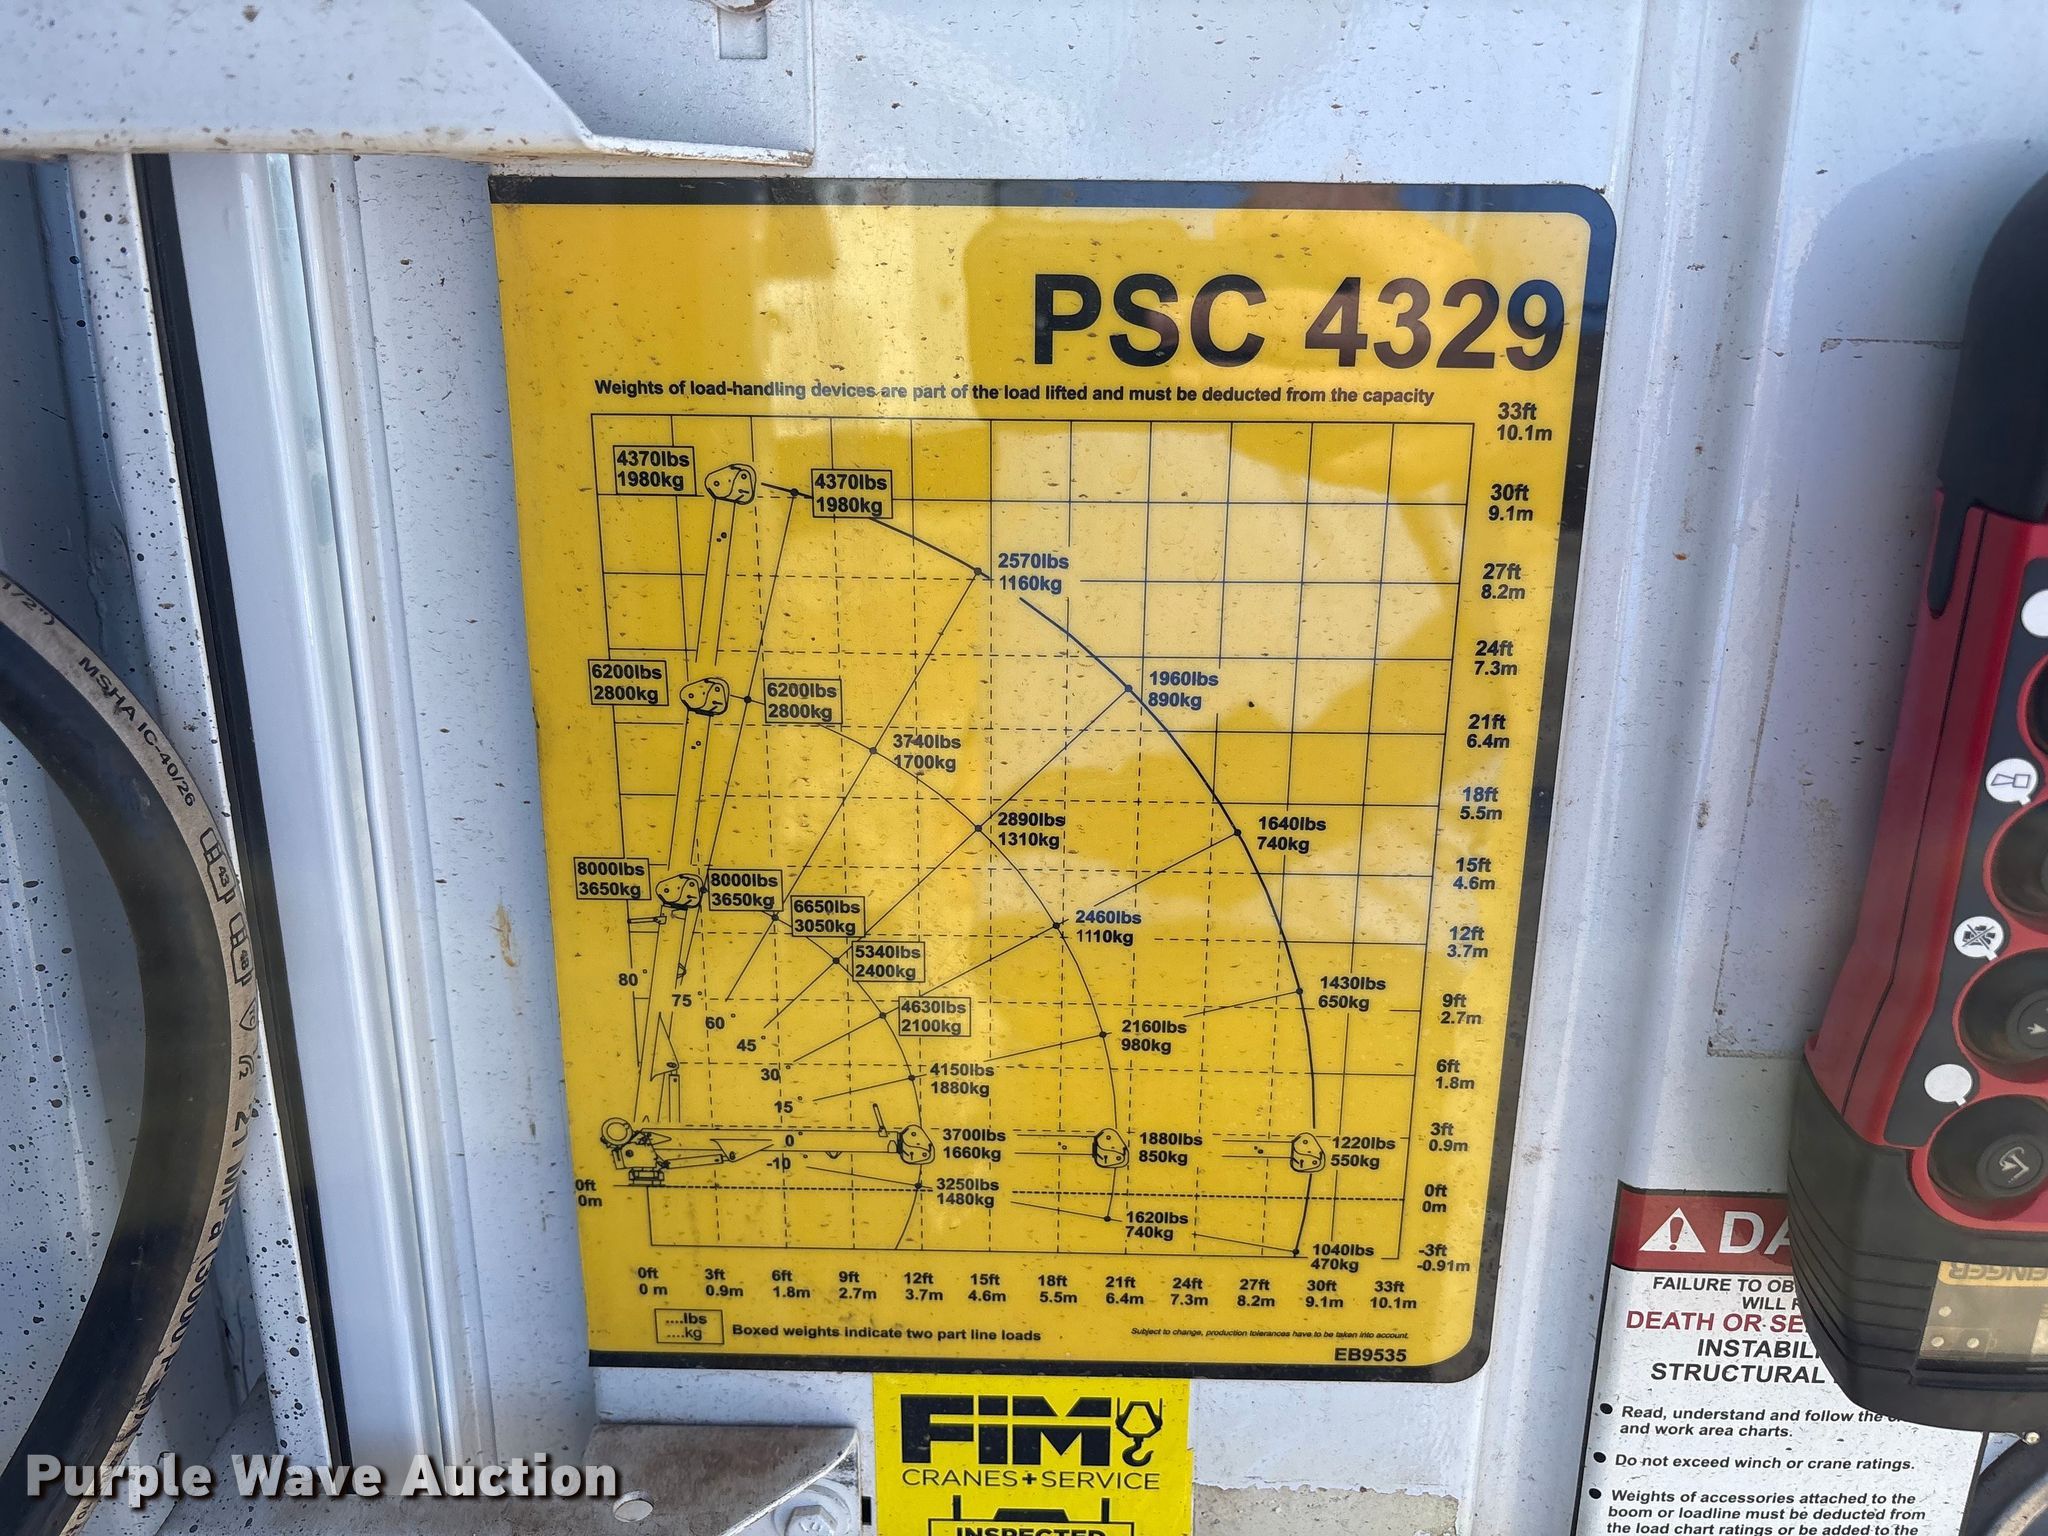 PSC 4329
Weights of load-handling devices are part of the load lifted and must be deducted from the capacity
33ft
10.1m
4370lbs
1980kg
4370lbs
1980kg
30ft
9.1m
2570lbs
1160kg
27ft
8.2m
24ft
7.3m
6200lbs
2800kg
6200lbs
2800kg
1960lbs
890kg
21ft
6.4m
3740lbs
1700kg
18ft
5.5m
2890lbs
1310kg
1640lbs
740kg
15ft
4.6m
8000lbs
3650kg
8000lbs
3650kg
6650lbs
3050kg
2460lbs
1110kg
12ft
3.7m
5340lbs
2400kg
80°
75°
60°
45°
30°
15°
0°
-10°
1430lbs
650kg
9ft
2.7m
4630lbs
2100kg
2160lbs
980kg
4150lbs
1880kg
6ft
1.8m
3700lbs
1660kg
1880lbs
850kg
1220lbs
550kg
3ft
0.9m
0ft
0m
3250lbs
1480kg
0ft
0m
1620lbs
740kg
1040lbs
470kg
-3ft
-0.91m
0ft 3ft 6ft 9ft 12ft 15ft 18ft 21ft 24ft 27ft 30ft 33ft
0 m 0.9m 1.8m 2.7m 3.7m 4.6m 5.5m 6.4m 7.3m 8.2m 9.1m 10.1m
....lbs
....kg
Boxed weights indicate two part line loads
Subject to change, production tolerances have to be taken into account.
EB9535
FiM
CRANES+SERVICE
INSPECTED
MSHA IC-40/26
21 MPa
DA
FAILURE TO OB
WILL
DEATH OR SE
INSTABILI
STRUCTURAL
● Read, understand and follow the
and work area charts.
● Do not exceed winch or crane ratings.
● Weights of accessories attached to the
boom or loadline must be deducted from
the load chart ratings or be added to the
Purple Wave Auction